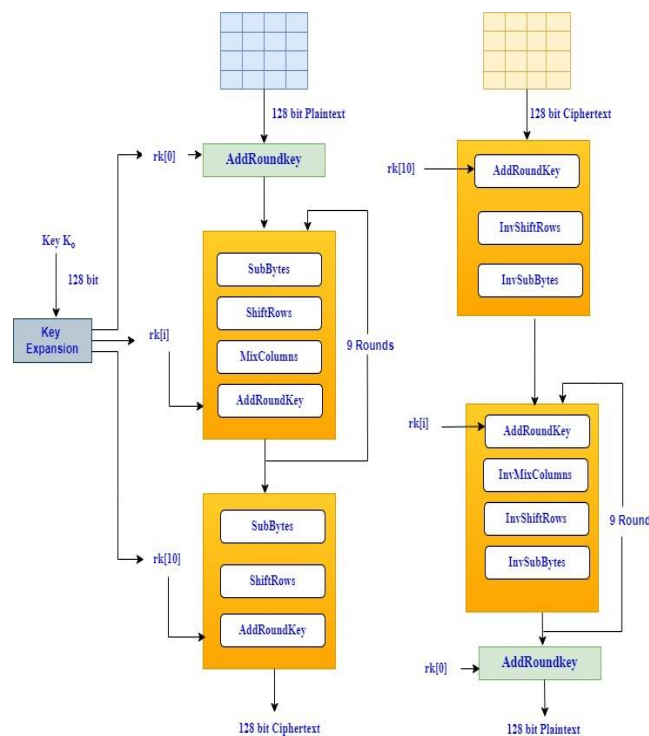 128 bit Plaintext
rk[0]
AddRoundkey
Key K0
128 bit
Key
Expansion
rk[i]
SubBytes
ShiftRows
MixColumns
AddRoundKey
9 Rounds
rk[10]
SubBytes
ShiftRows
AddRoundKey
128 bit Ciphertext
128 bit Ciphertext
rk[10]
AddRoundKey
InvShiftRows
InvSubBytes
rk[i]
AddRoundKey
InvMixColumns
InvShiftRows
InvSubBytes
9 Round
rk[0]
AddRoundkey
128 bit Plaintext